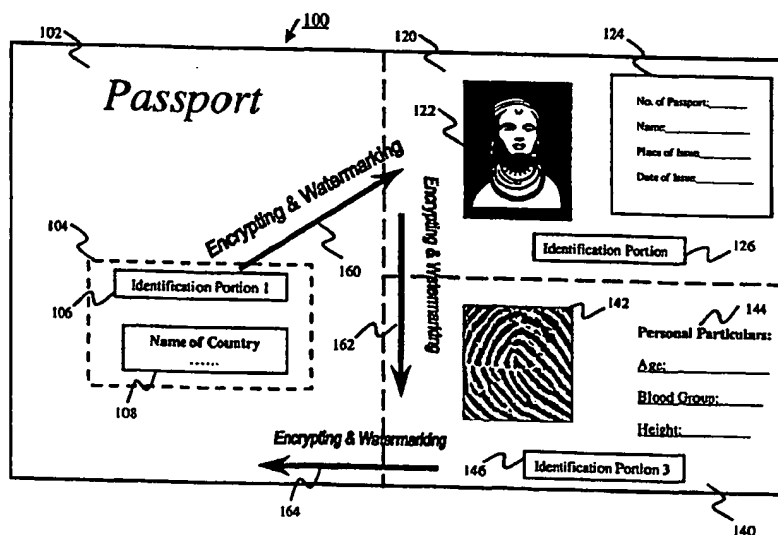 100
102
Passport
Encrypting & Watermarking
160
104
106
Identification Portion 1
Name of Country
......
108
120
122
124
No. of Passport:
Name:
Place of Issue:
Date of Issue:
Identification Portion
126
Encrypting & Watermarking
162
142
144
Personal Particulars:
Age:
Blood Group:
Height:
146
Identification Portion 3
140
Encrypting & Watermarking
164